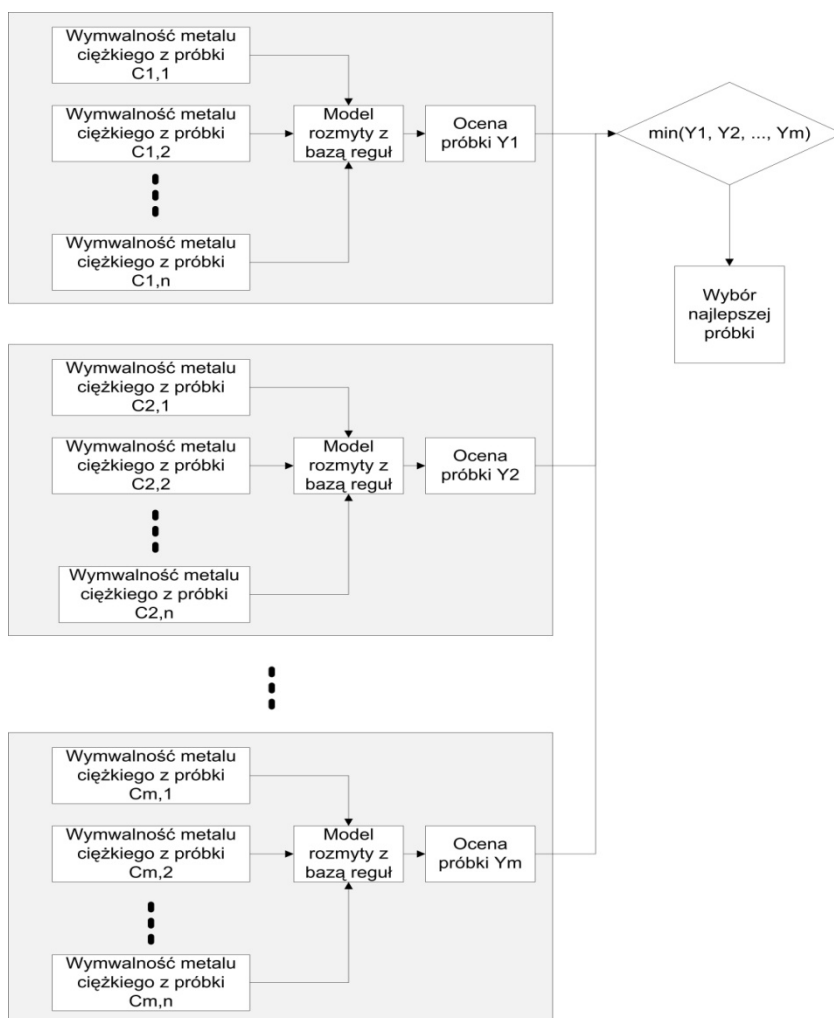 Wymwalność metalu
ciężkiego z próbki
C1,1
Wymwalność metalu
ciężkiego z próbki
C1,2
Wymwalność metalu
ciężkiego z próbki
C1,n
Model
rozmyty z
bazą reguł
Ocena
próbki Y1
min(Y1, Y2, ..., Ym)
Wybór
najlepszej
próbki
Wymwalność metalu
ciężkiego z próbki
C2,1
Wymwalność metalu
ciężkiego z próbki
C2,2
Wymwalność metalu
ciężkiego z próbki
C2,n
Model
rozmyty z
bazą reguł
Ocena
próbki Y2
Wymwalność metalu
ciężkiego z próbki
Cm,1
Wymwalność metalu
ciężkiego z próbki
Cm,2
Wymwalność metalu
ciężkiego z próbki
Cm,n
Model
rozmyty z
bazą reguł
Ocena
próbki Ym